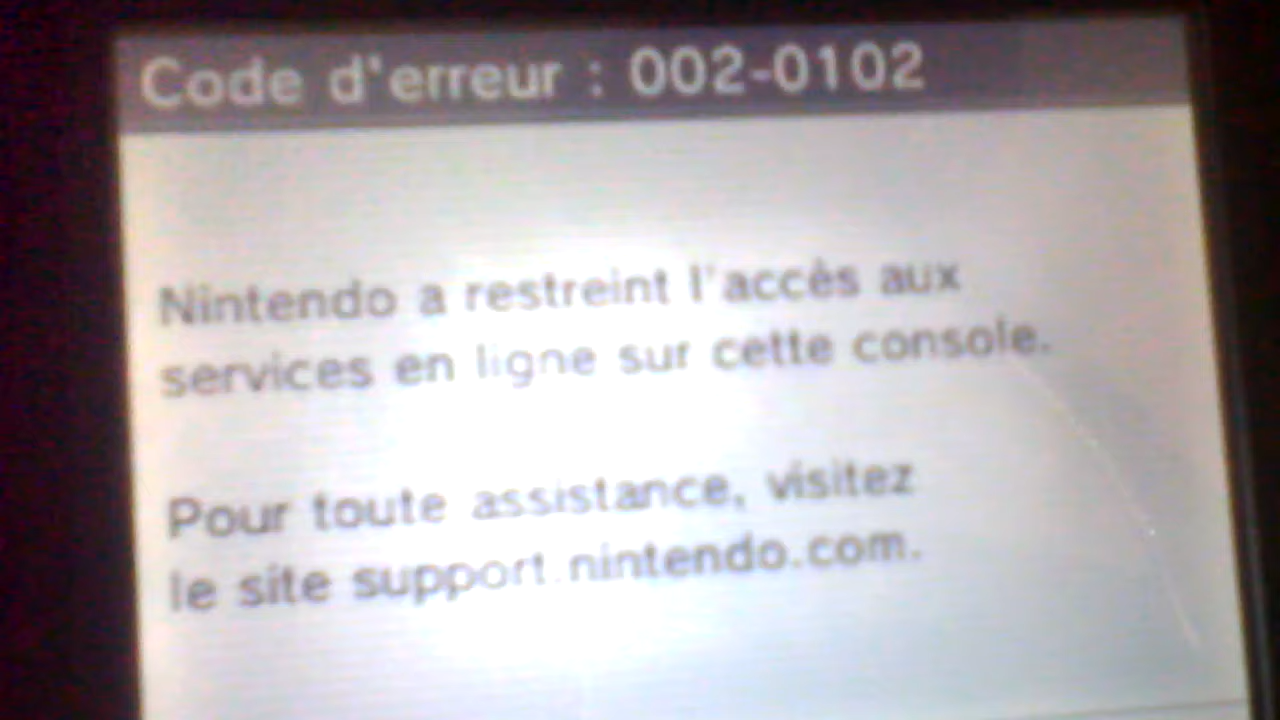 Code d'erreur : 002-0102
Nintendo a restreint l'accès aux
services en ligne sur cette console.
Pour toute assistance, visitez
le site support.nintendo.com.